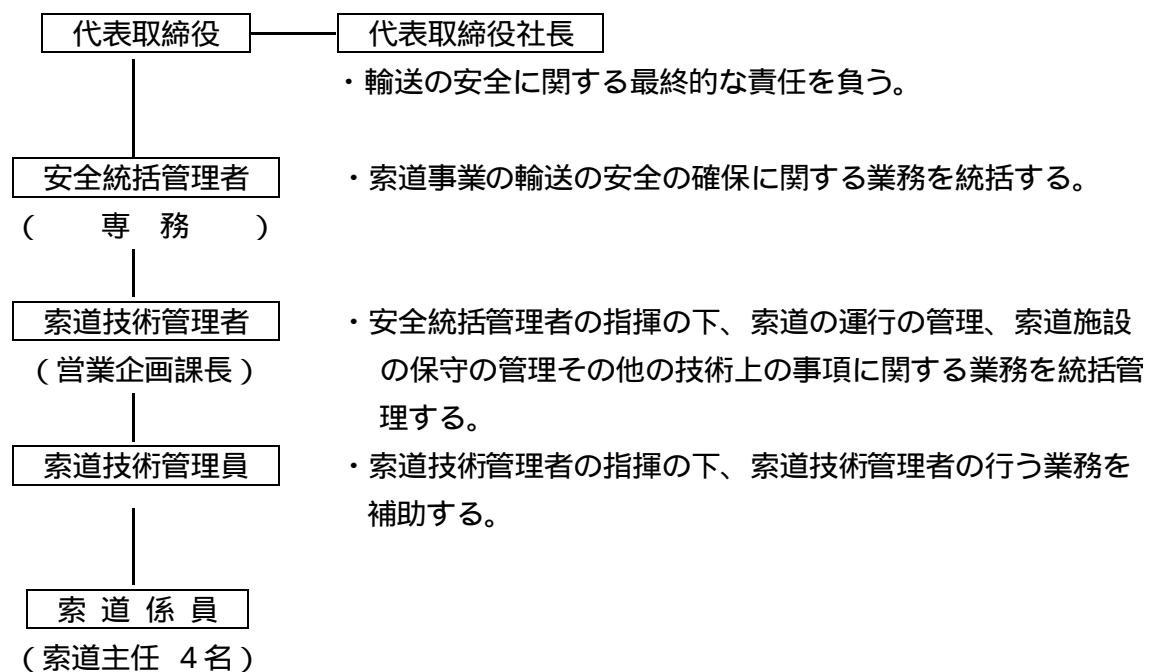 代表取締役 代表取締役社長
・輸送の安全に関する最終的な責任を負う。
安全統括管理者 ・索道事業の輸送の安全の確保に関する業務を統括する。
( 専 務 )
索道技術管理者 ・安全統括管理者の指揮の下、索道の運行の管理、索道施設
(営業企画課長) の保守の管理その他の技術上の事項に関する業務を統括管
理する。
索道技術管理員 ・索道技術管理者の指揮の下、索道技術管理者の行う業務を
補助する。
索 道 係 員
(索道主任 4名)